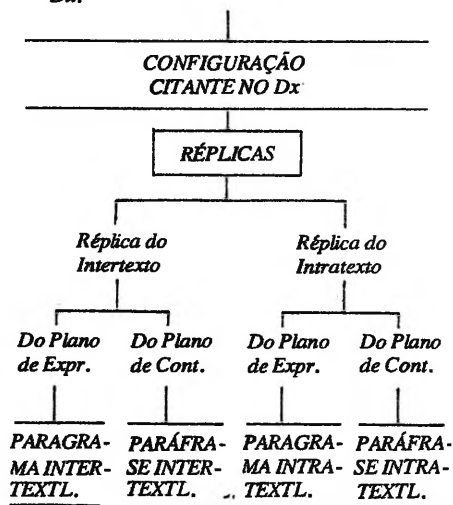 Da.
CONFIGURAÇÃO
CITANTE NO Dx
RÉPLICAS
Réplica do
Intertexto
Réplica do
Intratexto
Do Plano
de Expr.
Do Plano
de Cont.
Do Plano
de Expr.
Do Plano
de Cont.
PARAGRA-
MA INTER-
TEXTL.
PARÁFRA-
SE INTER-
TEXTL.
PARAGRA-
MA INTRA-
TEXTL.
PARÁFRA-
SE INTRA-
TEXTL.